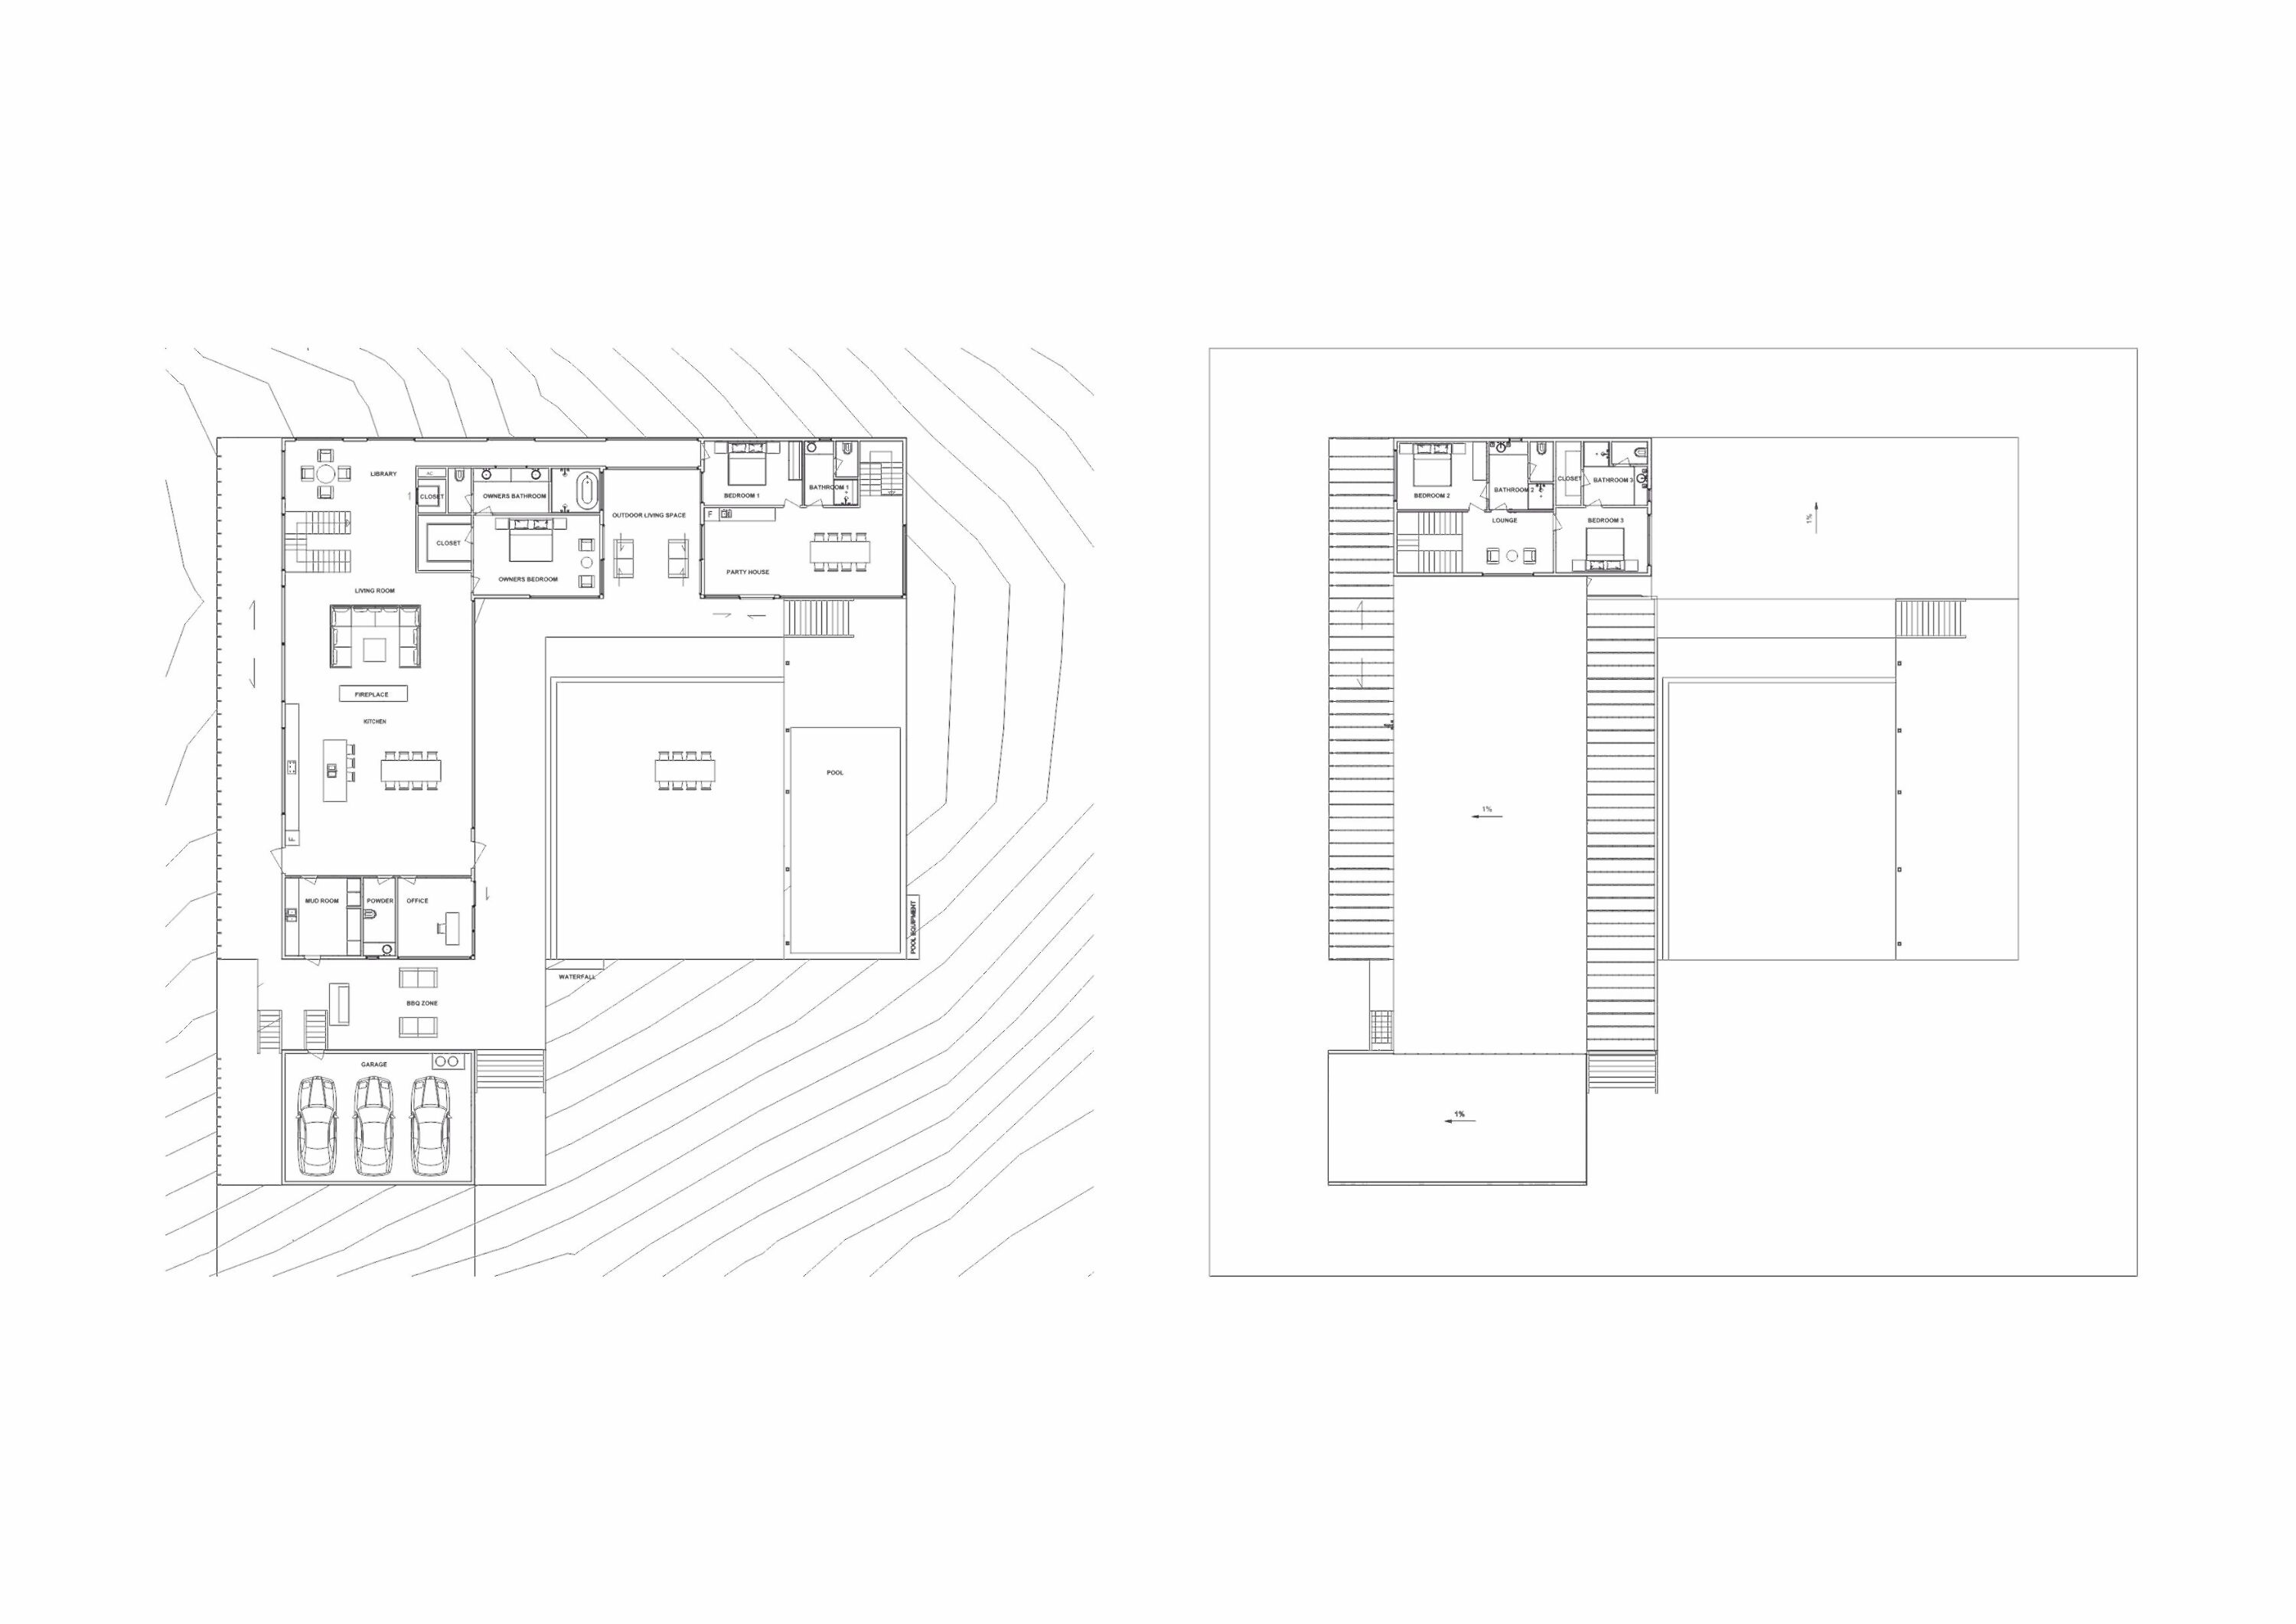 LIBRARY
AC
CLOSET
OWNERS BATHROOM
BEDROOM 1
BATHROOM 1
OUTDOOR LIVING SPACE
F
CLOSET
OWNERS BEDROOM
PARTY HOUSE
LIVING ROOM
FIREPLACE
KITCHEN
POOL
F
MUD ROOM
POWDER
OFFICE
POOL EQUIPMENT
WATERFALL
BBQ ZONE
GARAGE
BEDROOM 2
BATHROOM 2
CLOSET
BATHROOM 3
LOUNGE
BEDROOM 3
1%
1%
1%